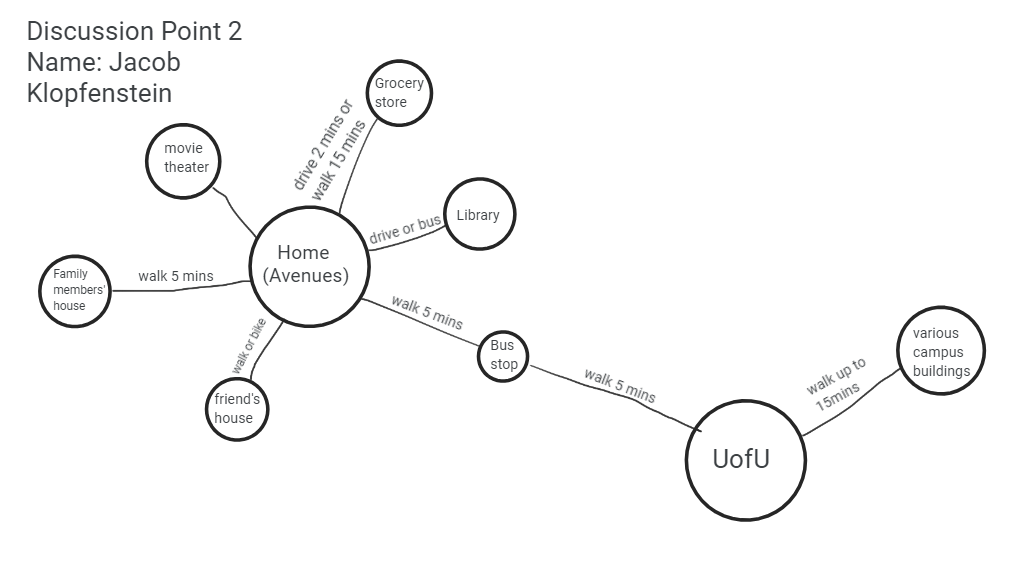 Discussion Point 2
Name: Jacob
Klopfenstein
Grocery
store
drive 2 mins or
walk 15 mins
movie
theater
Library
drive or bus
Home
(Avenues)
Family
members'
house
walk 5 mins
walk or bike
friend's
house
walk 5 mins
Bus
stop
walk 5 mins
UofU
walk up to
15mins
various
campus
buildings